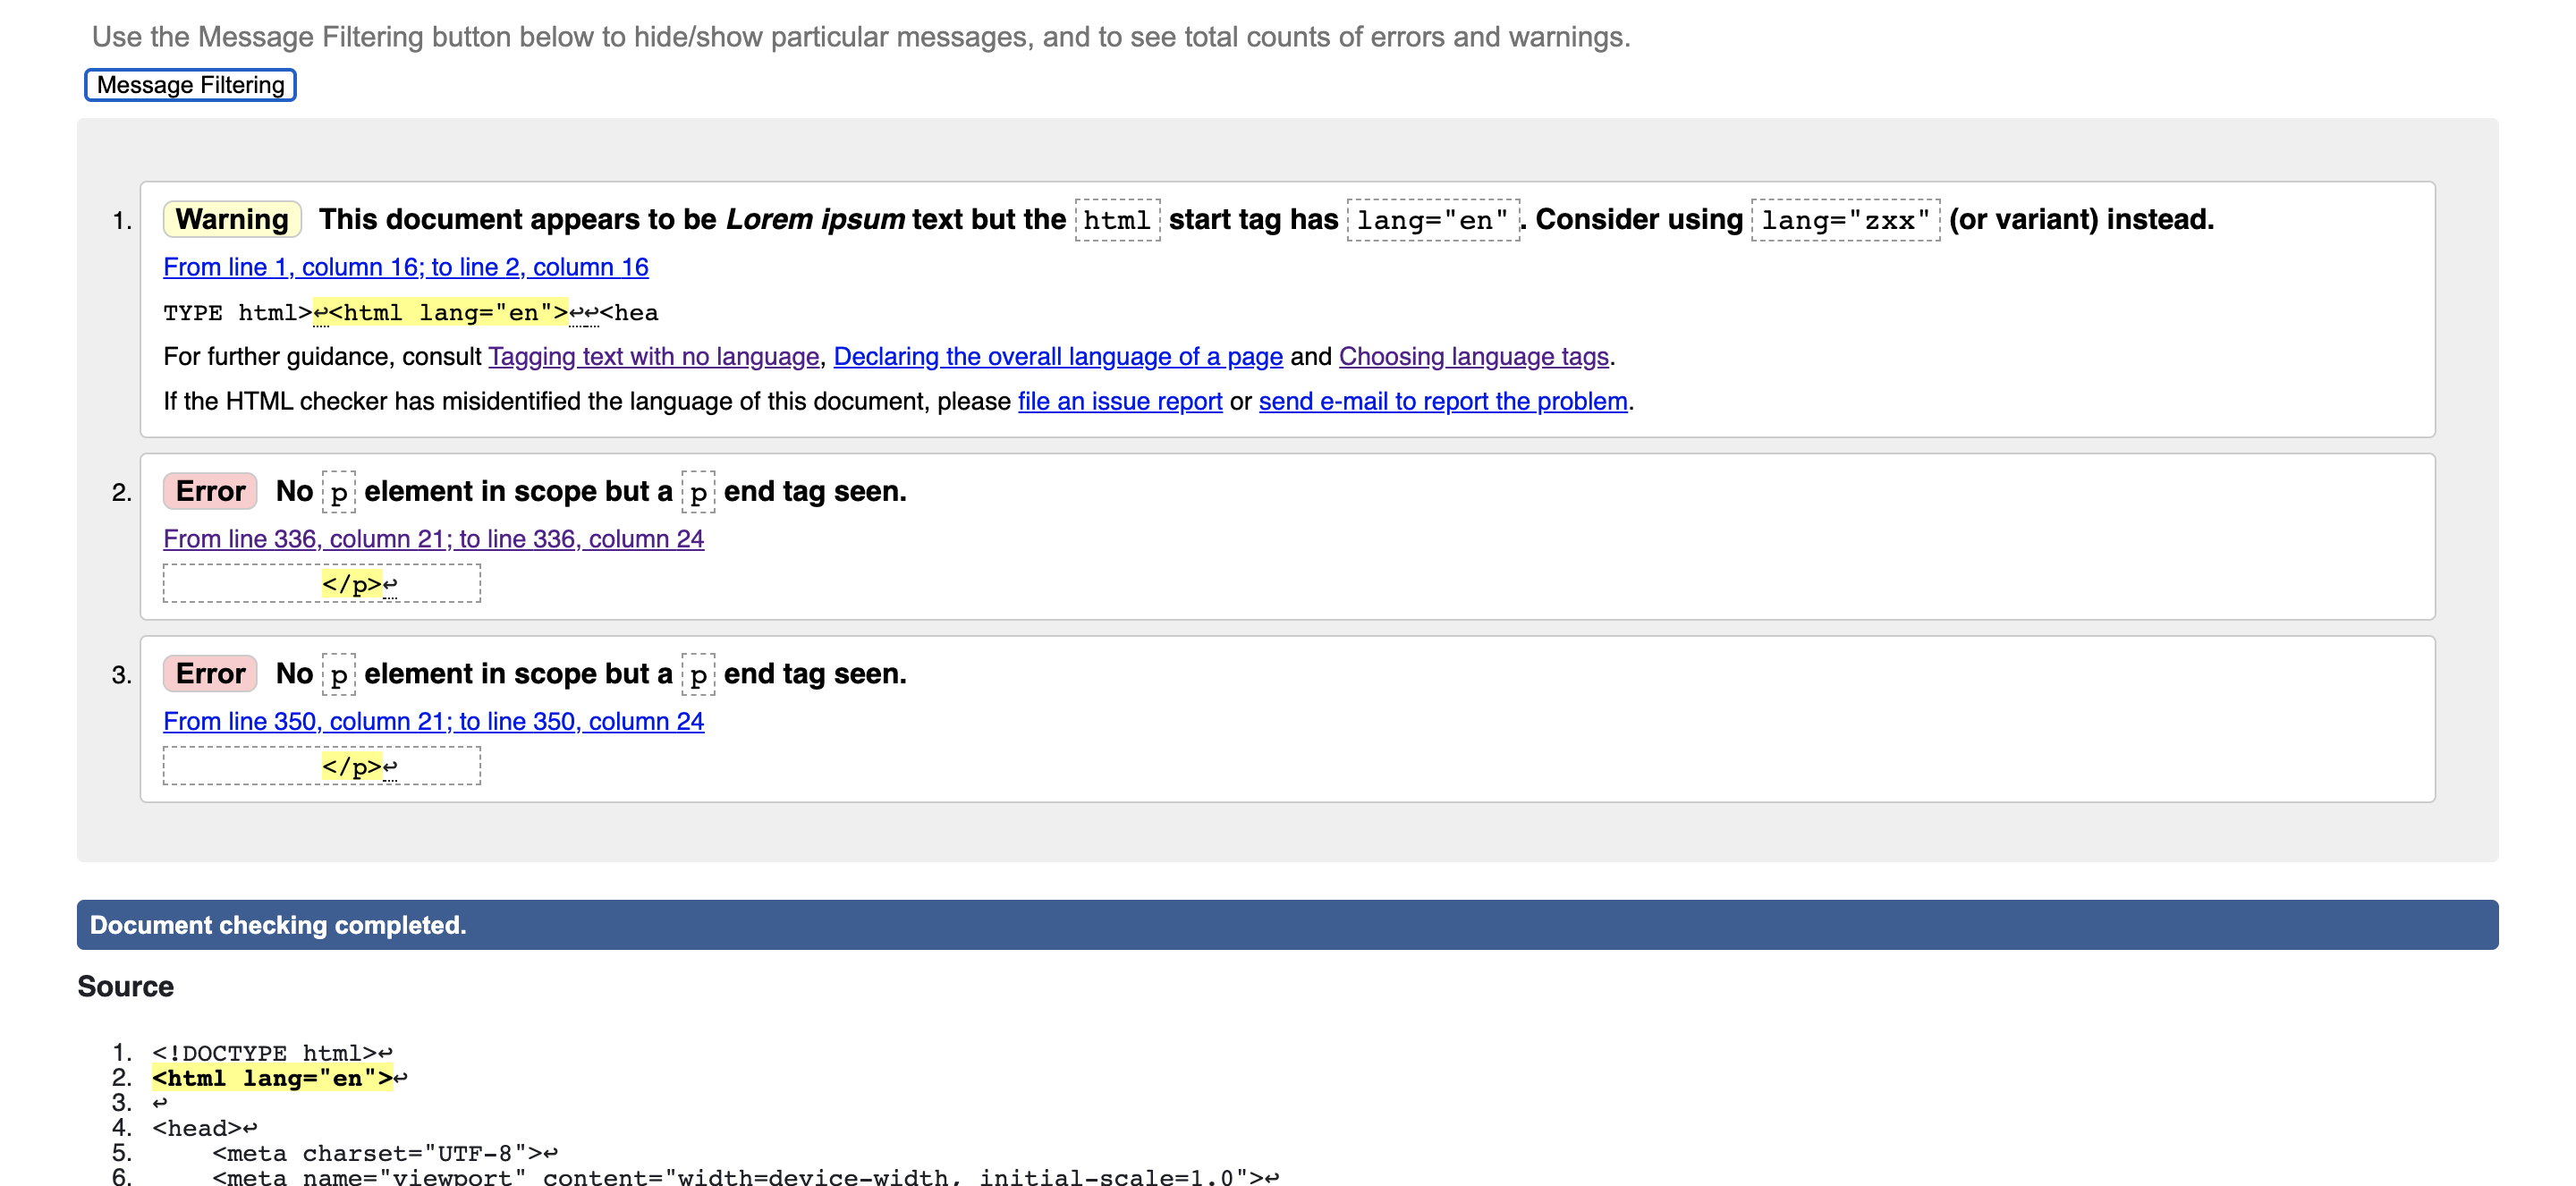 Use the Message Filtering button below to hide/show particular messages, and to see total counts of errors and warnings.
Message Filtering
1. Warning This document appears to be Lorem ipsum text but the html start tag has lang="en". Consider using lang="zxx" (or variant) instead.
From line 1, column 16; to line 2, column 16
TYPE html>↩<html lang="en">↩↩<hea
For further guidance, consult Tagging text with no language, Declaring the overall language of a page and Choosing language tags.
If the HTML checker has misidentified the language of this document, please file an issue report or send e-mail to report the problem.
2. Error No p element in scope but a p end tag seen.
From line 336, column 21; to line 336, column 24
</p>↩
3. Error No p element in scope but a p end tag seen.
From line 350, column 21; to line 350, column 24
</p>↩
Document checking completed.
Source
1. <!DOCTYPE html>↩
2. <html lang="en">↩
3. ↩
4. <head>↩
5. <meta charset="UTF-8">↩
6. <meta name="viewport" content="width=device-width, initial-scale=1.0">↩